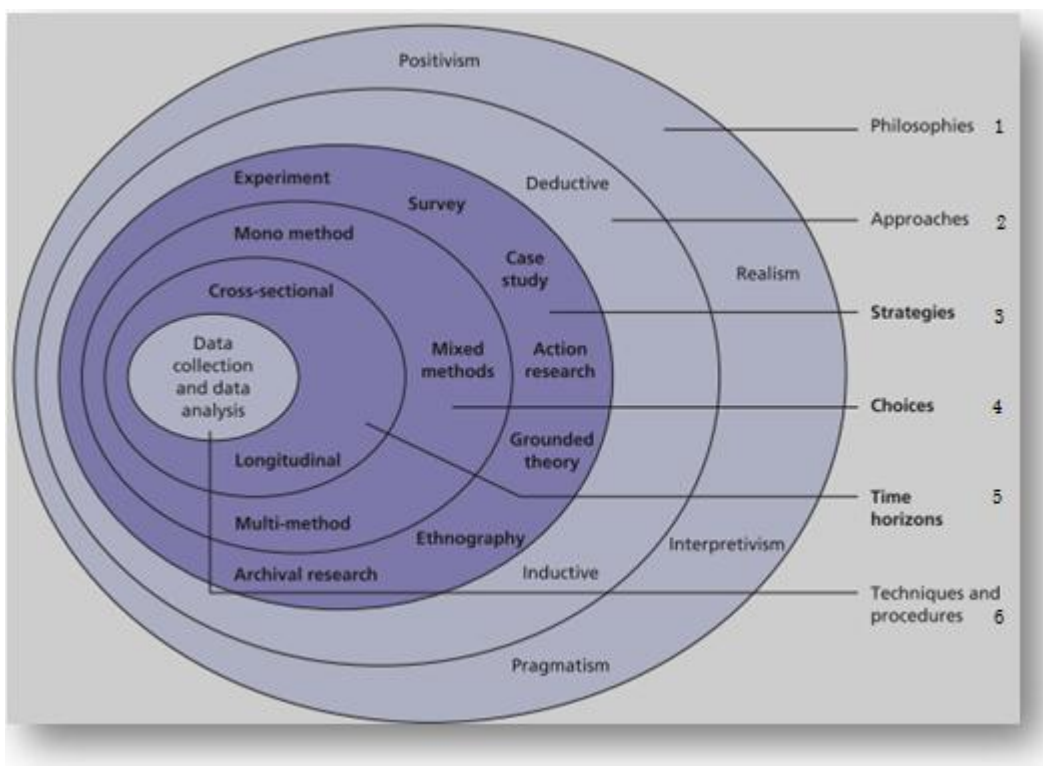 Positivism
Philosophies 1
Deductive
Approaches 2
Realism
Experiment
Survey
Case
study
Strategies 3
Mono method
Cross-sectional
Data
collection
and data
analysis
Mixed
methods
Action
research
Choices 4
Grounded
theory
Longitudinal
Time
horizons 5
Multi-method
Ethnography
Interpretivism
Archival research
Inductive
Techniques and
procedures 6
Pragmatism